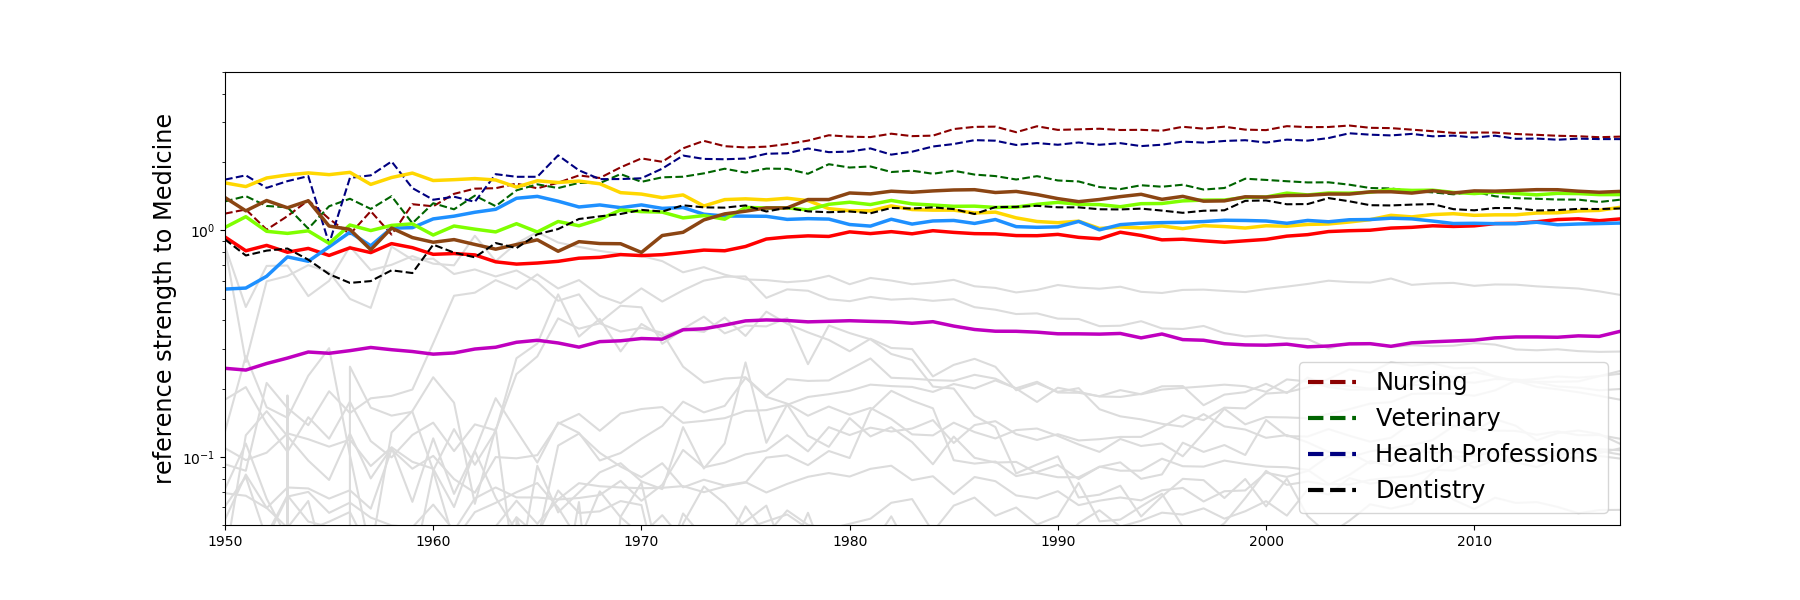 reference strength to Medicine
10⁰
10⁻¹
Nursing
Veterinary
Health Professions
Dentistry
1950 1960 1970 1980 1990 2000 2010